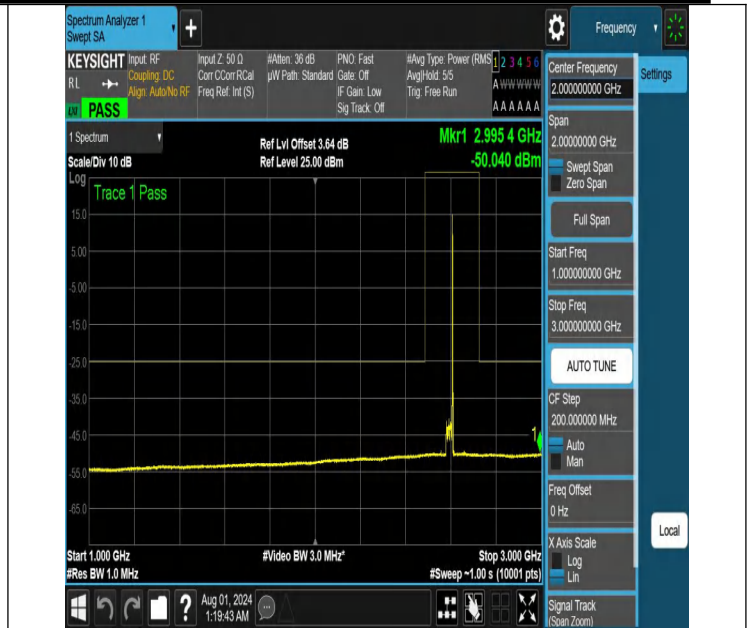 Spectrum Analyzer 1
Swept SA
+
Frequency
KEYSIGHT
RL
PASS
Input: RF
Coupling: DC
Align: Auto/No RF
Input Z: 50 Ω
Corr CCorr RCal
Freq Ref: Int (S)
#Atten: 36 dB
µW Path: Standard
PNO: Fast
Gate: Off
IF Gain: Low
Sig Track: Off
#Avg Type: Power (RMS
Avg|Hold: 5/5
Trig: Free Run
1 2 3 4 5 6
A W W W W W
A A A A A A
1 Spectrum
Scale/Div 10 dB
Ref Lvl Offset 3.64 dB
Ref Level 25.00 dBm
Mkr1 2.995 4 GHz
-50.040 dBm
Log
Trace 1 Pass
15.0
5.00
-5.00
-15.0
-25.0
-35.0
-45.0
-55.0
-65.0
1
Start 1.000 GHz
#Res BW 1.0 MHz
#Video BW 3.0 MHz*
Stop 3.000 GHz
#Sweep ~1.00 s (10001 pts)
Center Frequency
2.000000000 GHz
Settings
Span
2.00000000 GHz
Swept Span
Zero Span
Full Span
Start Freq
1.000000000 GHz
Stop Freq
3.000000000 GHz
AUTO TUNE
CF Step
200.000000 MHz
Auto
Man
Freq Offset
0 Hz
X Axis Scale
Log
Lin
Local
Signal Track
(Span Zoom)
?
Aug 01, 2024
1:19:43 AM